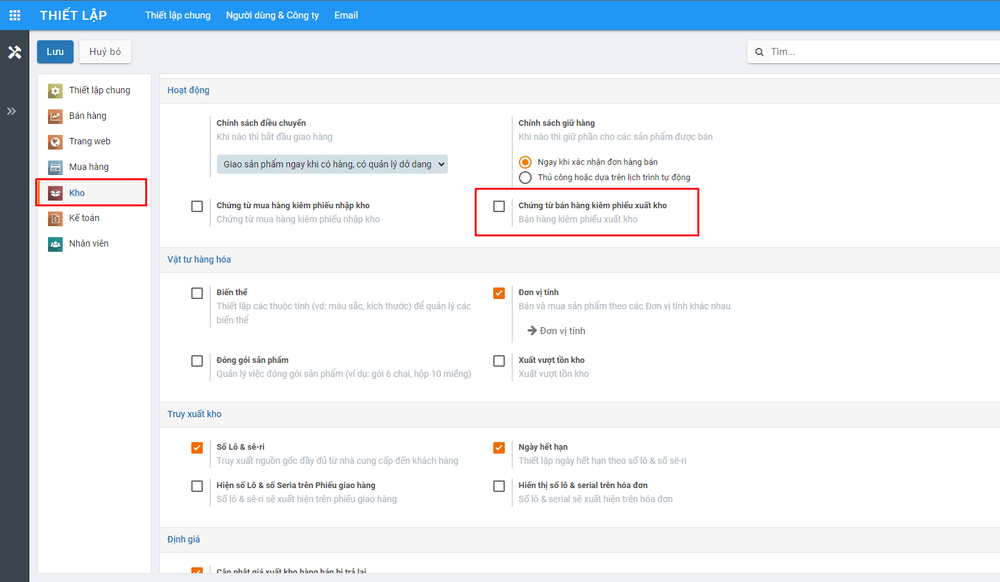 THIẾT LẬP
Thiết lập chung
Người dùng & Công ty
Email
Lưu
Huỷ bỏ
Tìm...
Thiết lập chung
Bán hàng
Trang web
Mua hàng
Kho
Kế toán
Nhân viên
Hoạt động
Chính sách điều chuyển
Khi nào thì bắt đầu giao hàng
Giao sản phẩm ngay khi có hàng, có quản lý dở dang
Chính sách giữ hàng
Khi nào thì giữ phần cho các sản phẩm được bán
Ngay khi xác nhận đơn hàng bán
Thủ công hoặc dựa trên lịch trình tự động
Chứng từ mua hàng kiêm phiếu nhập kho
Chứng từ mua hàng kiêm phiếu nhập kho
Chứng từ bán hàng kiêm phiếu xuất kho
Bán hàng kiêm phiếu xuất kho
Vật tư hàng hóa
Biến thể
Thiết lập các thuộc tính (vd: màu sắc, kích thước) để quản lý các
biến thể
Đơn vị tính
Bán và mua sản phẩm theo các Đơn vị tính khác nhau
Đơn vị tính
Đóng gói sản phẩm
Quản lý việc đóng gói sản phẩm (ví dụ: gói 6 chai, hộp 10 miếng)
Xuất vượt tồn kho
Xuất vượt tồn kho
Truy xuất kho
Số Lô & sê-ri
Truy xuất nguồn gốc đầy đủ từ nhà cung cấp đến khách hàng
Ngày hết hạn
Thiết lập ngày hết hạn theo số lô & số sê-ri
Hiện số Lô & số Seria trên Phiếu giao hàng
Số lô & sê-ri sẽ xuất hiện trên phiếu giao hàng
Hiển thị số lô & serial trên hóa đơn
Số lô & serial sẽ xuất hiện trên hóa đơn
Định giá
Cập nhật giá xuất kho hàng bán bị trả lại